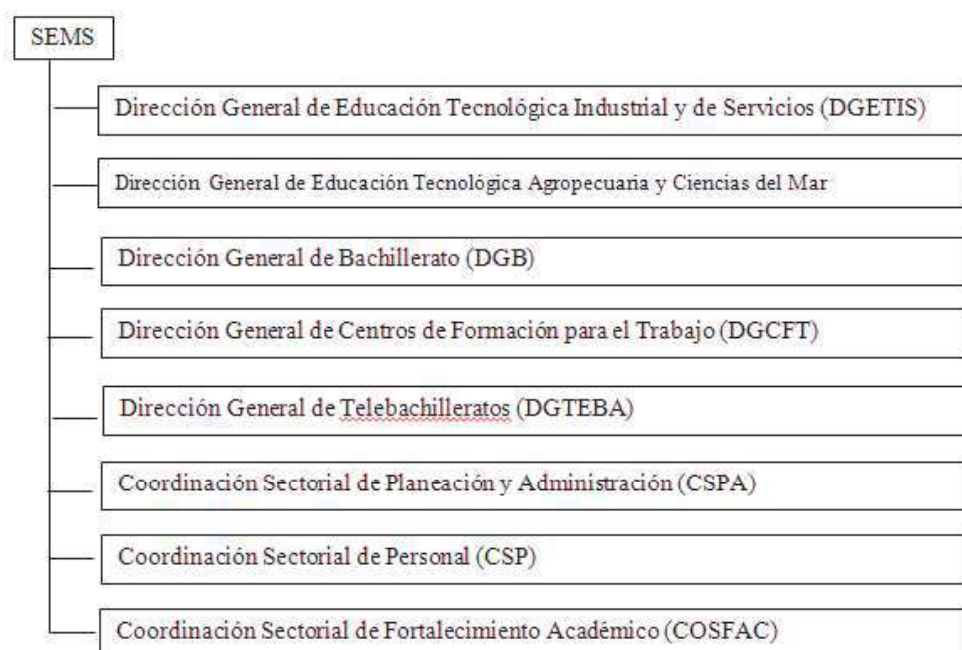 SEMS
Dirección General de Educación Tecnológica Industrial y de Servicios (DGETIS)
Dirección General de Educación Tecnológica Agropecuaria y Ciencias del Mar
Dirección General de Bachillerato (DGB)
Dirección General de Centros de Formación para el Trabajo (DGCFT)
Dirección General de Telebachilleratos (DGTEBA)
Coordinación Sectorial de Planeación y Administración (CSPA)
Coordinación Sectorial de Personal (CSP)
Coordinación Sectorial de Fortalecimiento Académico (COSFAC)